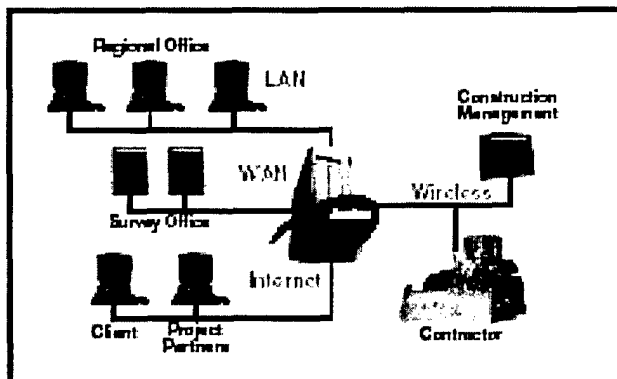 Regional Office
LAN
Construction
Management
WAN
Wireless
Survey Office
Internet
Client
Project
Partners
Contractor